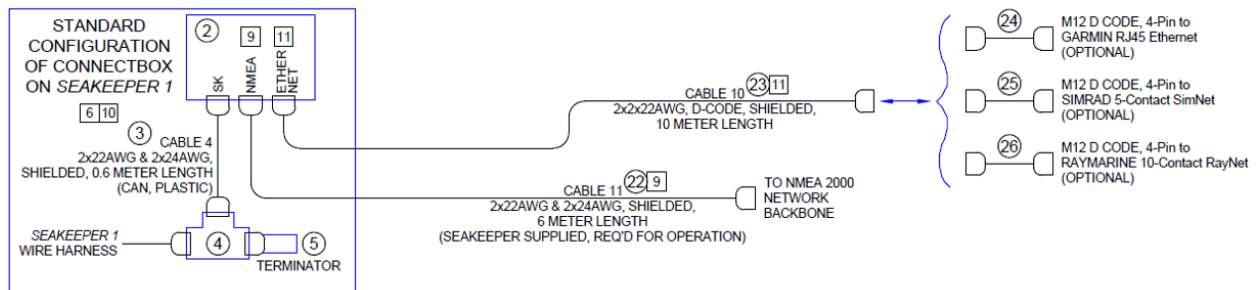 STANDARD
CONFIGURATION
OF CONNECTBOX
ON SEAKEEPER 1
2
9
11
SK
NMEA
ETHER
NET
6 10
3
CABLE 4
2x22AWG & 2x24AWG,
SHIELDED, 0.6 METER LENGTH
(CAN, PLASTIC)
SEAKEEPER 1
WIRE HARNESS
4
5
TERMINATOR
CABLE 10 23 11
2x2x22AWG, D-CODE, SHIELDED,
10 METER LENGTH
CABLE 11 22 9
2x22AWG & 2x24AWG, SHIELDED,
6 METER LENGTH
(SEAKEEPER SUPPLIED, REQ'D FOR OPERATION)
TO NMEA 2000
NETWORK
BACKBONE
24
M12 D CODE, 4-Pin to
GARMIN RJ45 Ethernet
(OPTIONAL)
25
M12 D CODE, 4-Pin to
SIMRAD 5-Contact SimNet
(OPTIONAL)
26
M12 D CODE, 4-Pin to
RAYMARINE 10-Contact RayNet
(OPTIONAL)